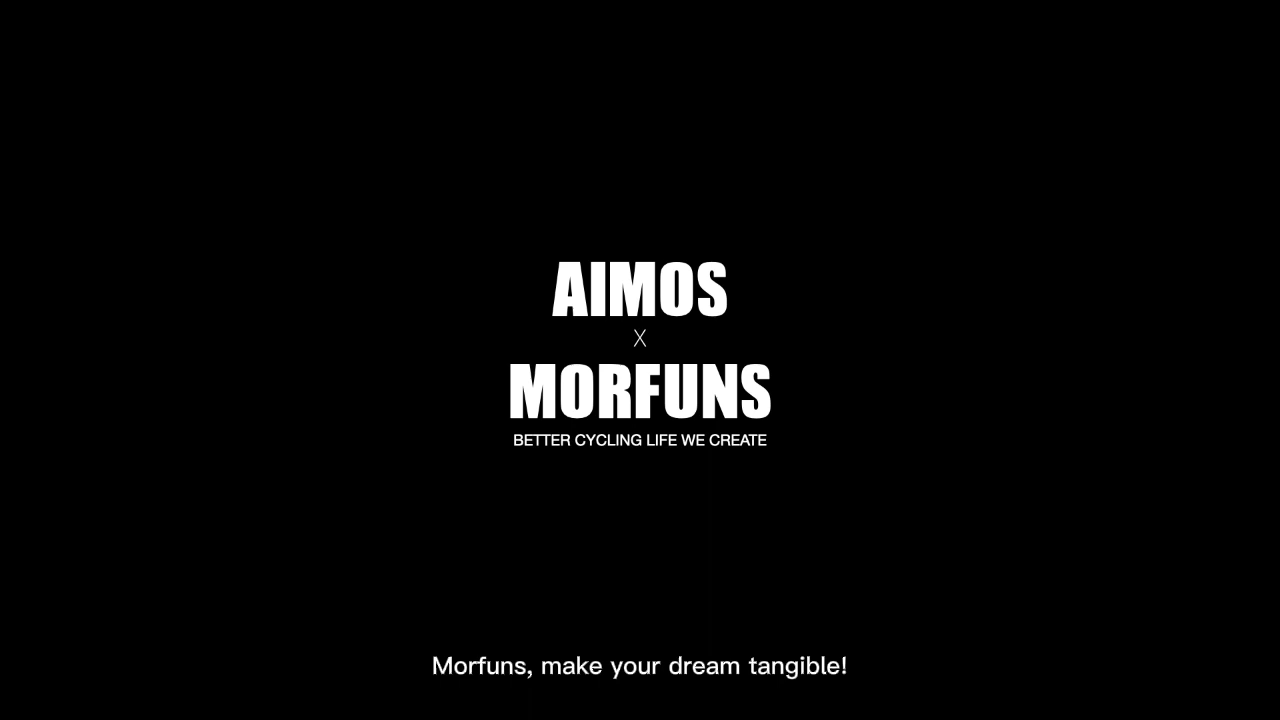 AIMOS
X
MORFUNS
BETTER CYCLING LIFE WE CREATE
Morfuns, make your dream tangible!